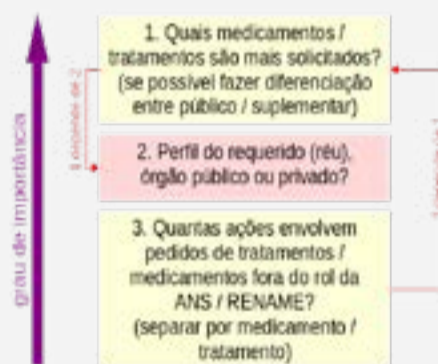 1. Quais medicamentos /
tratamentos são mais solicitados?
(se possível fazer diferenciação
entre público / suplementar)
2. Perfil do requerido (réu),
órgão público ou privado?
3. Quantas ações envolvem
pedidos de tratamentos /
medicamentos fora do rol da
ANS / RENAME?
(separar por medicamento /
tratamento)
grau de importância